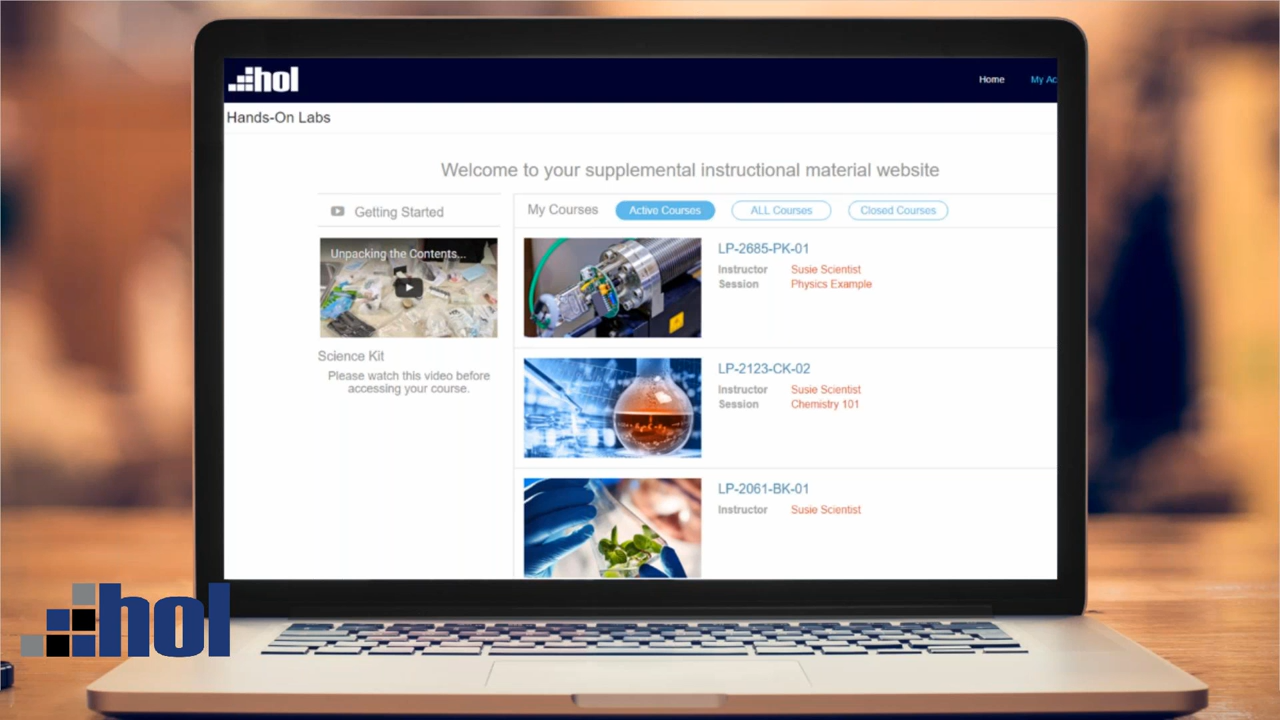 hol
Home
My Ac
Hands-On Labs
Welcome to your supplemental instructional material website
Getting Started
My Courses
Active Courses
ALL Courses
Closed Courses
Unpacking the Contents...
Science Kit
Please watch this video before
accessing your course.
LP-2685-PK-01
Instructor Susie Scientist
Session Physics Example
LP-2123-CK-02
Instructor Susie Scientist
Session Chemistry 101
LP-2061-BK-01
Instructor Susie Scientist
hol